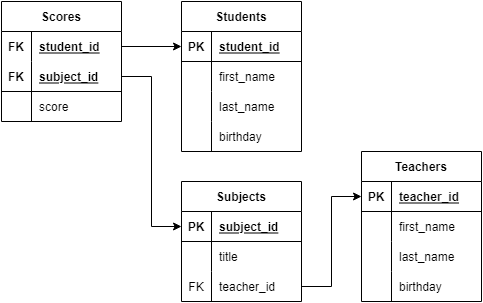 Scores
FK student_id
FK subject_id
score
Students
PK student_id
first_name
last_name
birthday
Subjects
PK subject_id
title
FK teacher_id
Teachers
PK teacher_id
first_name
last_name
birthday